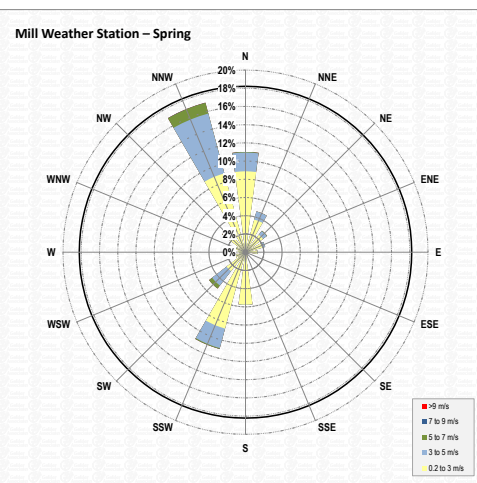 Mill Weather Station – Spring
N
NNW
NNE
20%
18%
16%
NW
NE
14%
12%
10%
WNW
ENE
8%
6%
4%
2%
W
0%
E
WSW
ESE
SW
SE
SSW
SSE
S
>9 m/s
7 to 9 m/s
5 to 7 m/s
3 to 5 m/s
0.2 to 3 m/s